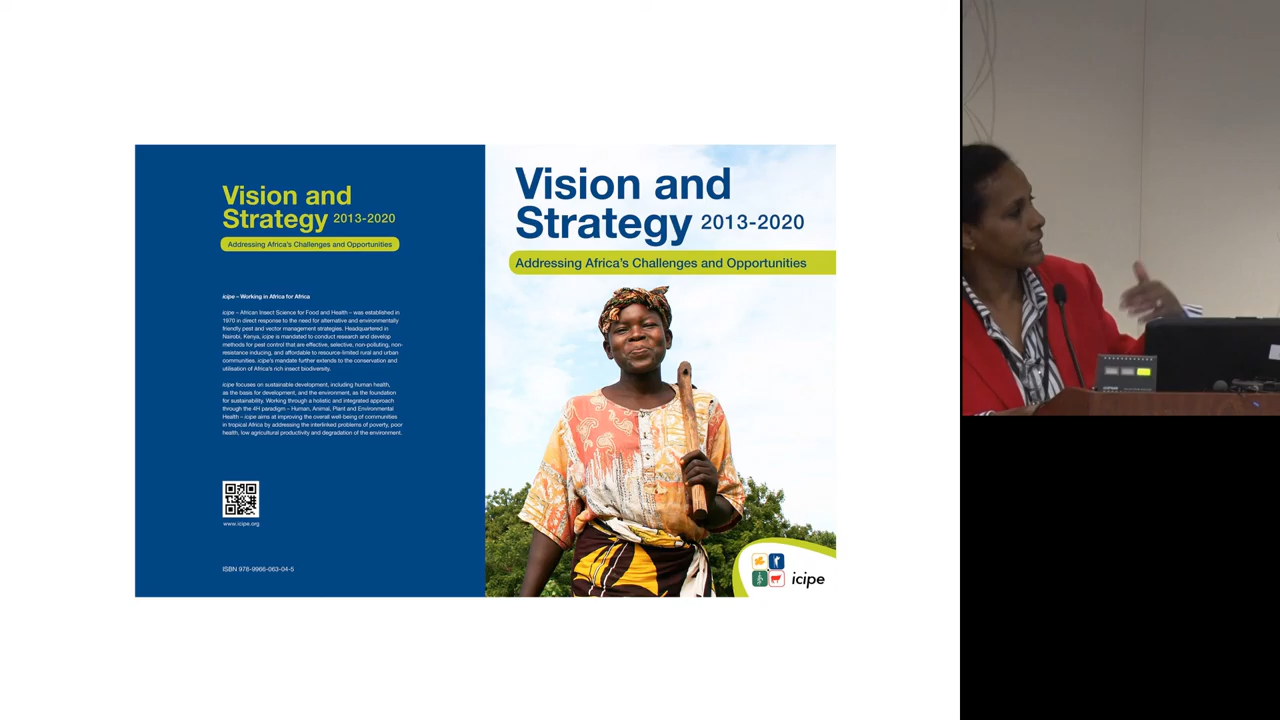 Vision and
Strategy 2013-2020
Addressing Africa's Challenges and Opportunities
icipe – Working in Africa for Africa
icipe – African Insect Science for Food and Health – was established in
1970 in direct response to the need for alternative and environmentally
friendly pest and vector management strategies. Headquartered in
Nairobi, Kenya, icipe is mandated to conduct research and develop
methods for pest control that are effective, selective, non-polluting, non-
resistance inducing, and affordable to resource-limited rural and urban
communities. icipe's mandate further extends to the conservation and
utilisation of Africa's rich insect biodiversity.
icipe focuses on sustainable development, including human health,
as the basis for development, and the environment, as the foundation
for sustainability. Working through a holistic and integrated approach
through the 4H paradigm – Human, Animal, Plant and Environmental
Health – icipe aims at improving the overall well-being of communities
in tropical Africa by addressing the interlinked problems of poverty, poor
health, low agricultural productivity and degradation of the environment.
www.icipe.org
ISBN 978-9966-063-04-5
Vision and
Strategy 2013-2020
Addressing Africa's Challenges and Opportunities
icipe